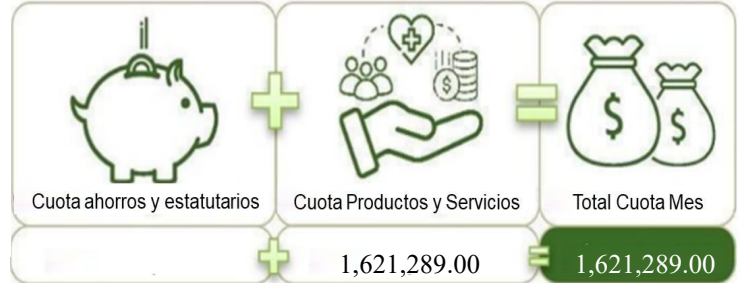 Cuota ahorros y estatutarios
Cuota Productos y Servicios
Total Cuota Mes
+
=
1,621,289.00
1,621,289.00